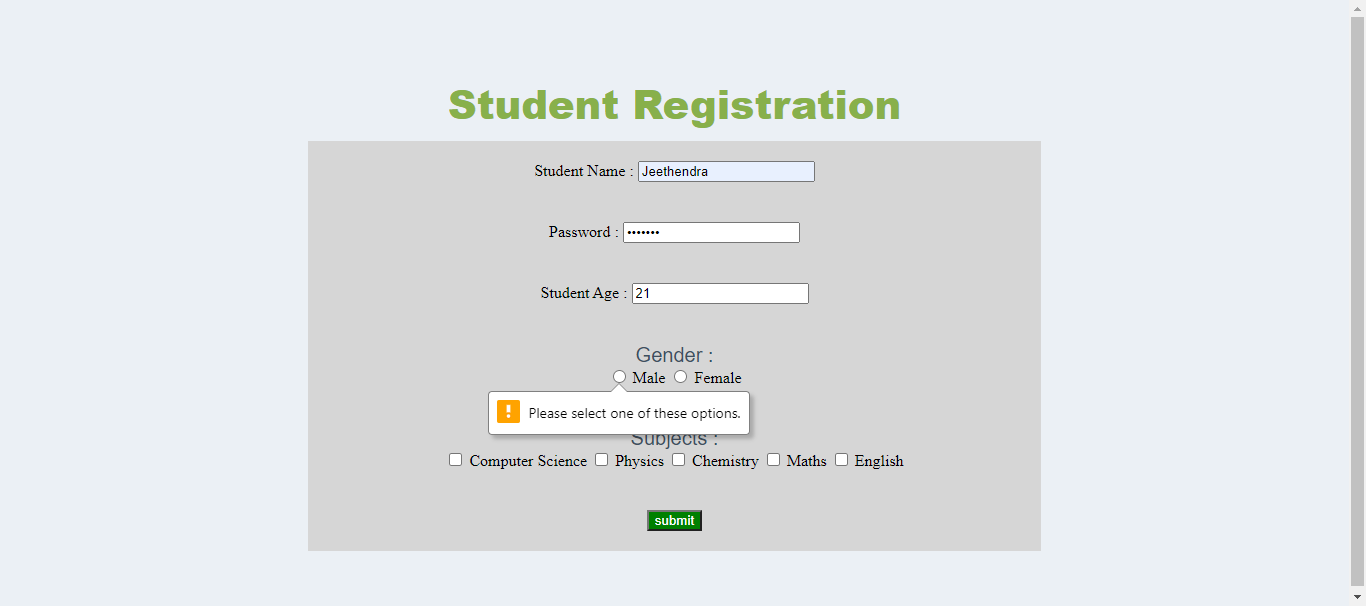 Student Registration
Student Name : Jeethendra
Password : •••••••
Student Age : 21
Gender :
Male Female
Please select one of these options.
Subjects :
Computer Science Physics Chemistry Maths English
submit